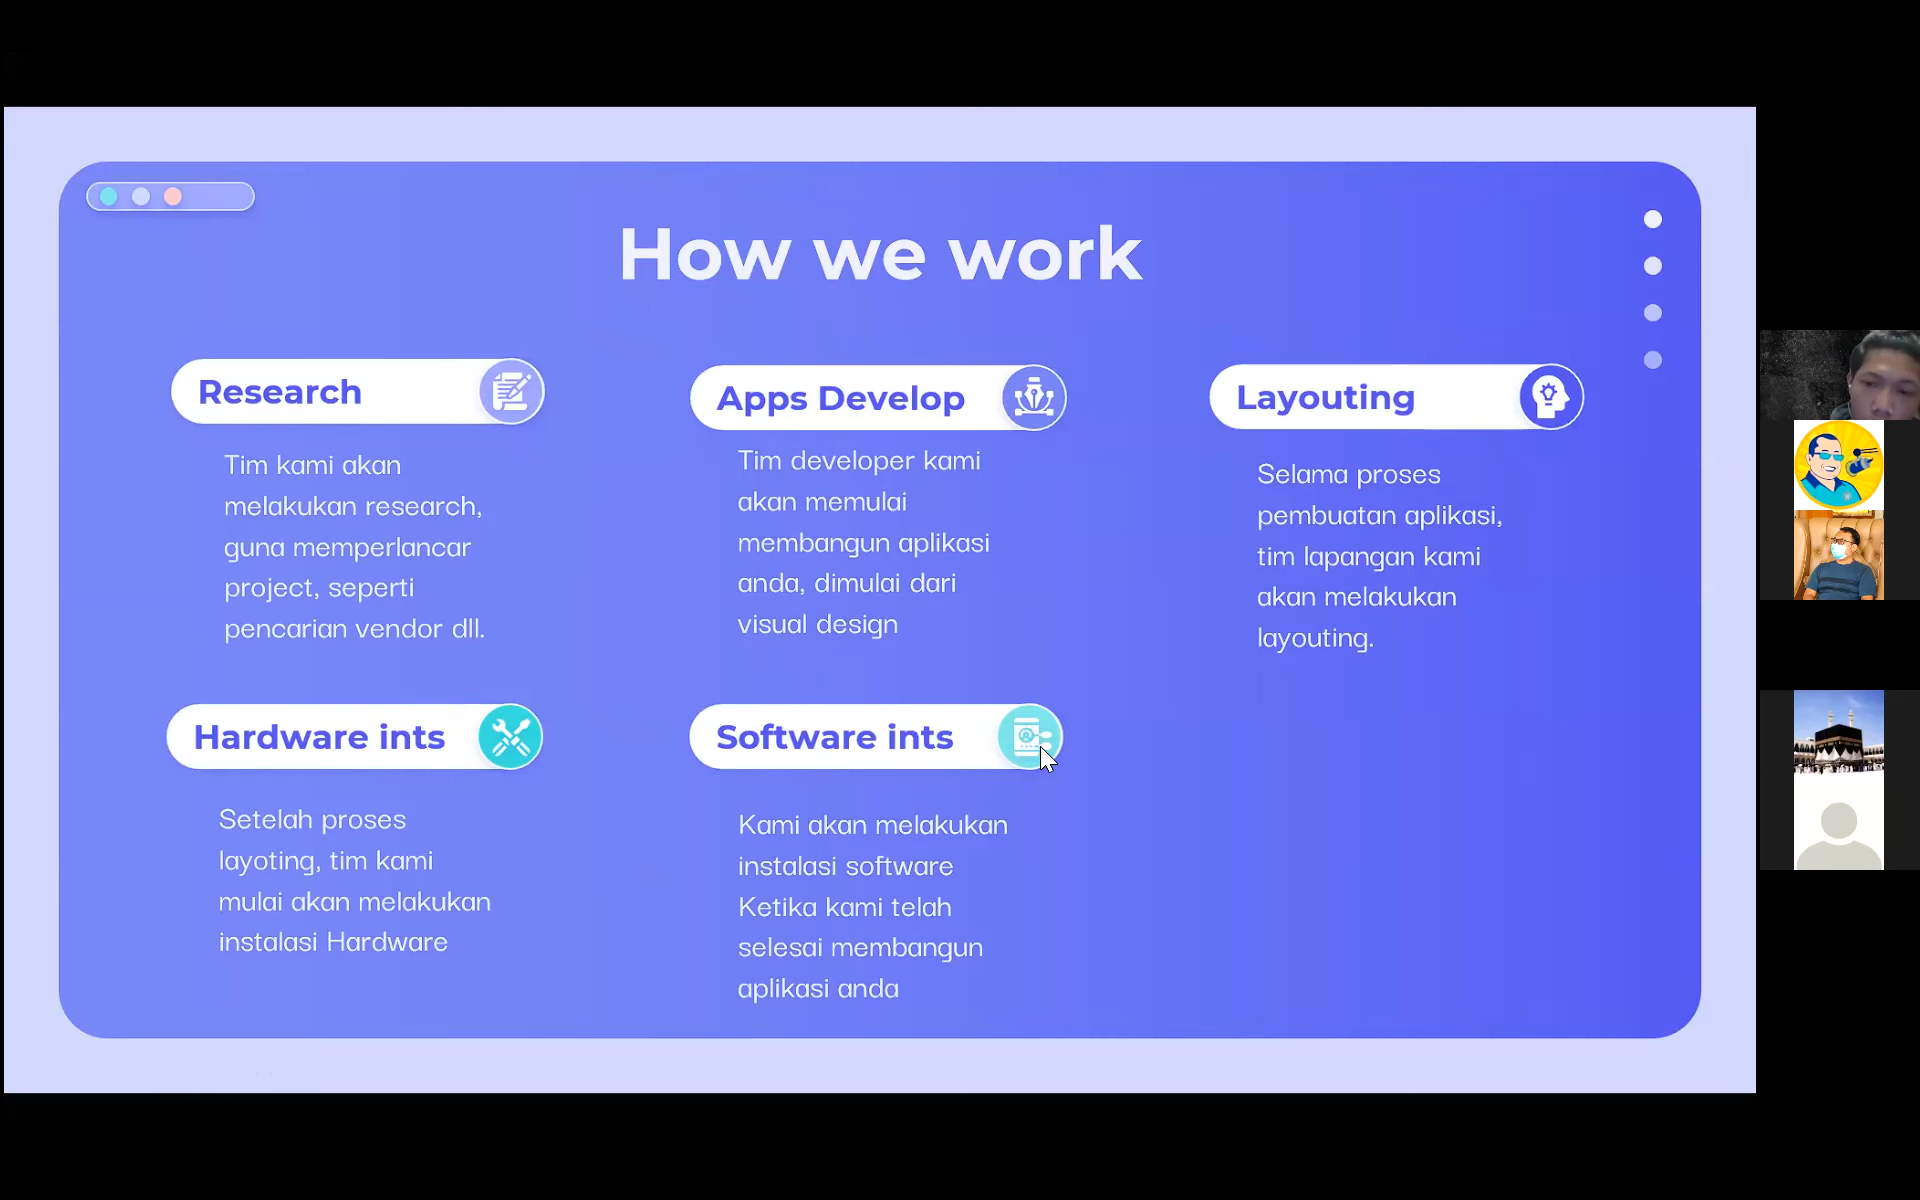 How we work
Research
Tim kami akan
melakukan research,
guna memperlancar
project, seperti
pencarian vendor dll.
Apps Develop
Tim developer kami
akan memulai
membangun aplikasi
anda, dimulai dari
visual design
Layouting
Selama proses
pembuatan aplikasi,
tim lapangan kami
akan melakukan
layouting.
Hardware ints
Setelah proses
layoting, tim kami
mulai akan melakukan
instalasi Hardware
Software ints
Kami akan melakukan
instalasi software
Ketika kami telah
selesai membangun
aplikasi anda